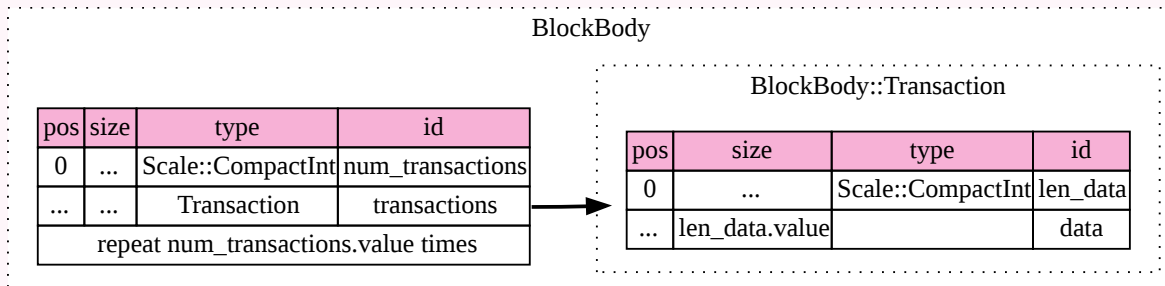 BlockBody
pos size type id
0 ... Scale::CompactInt num_transactions
... ... Transaction transactions
repeat num_transactions.value times
BlockBody::Transaction
pos size type id
0 ... Scale::CompactInt len_data
... len_data.value data